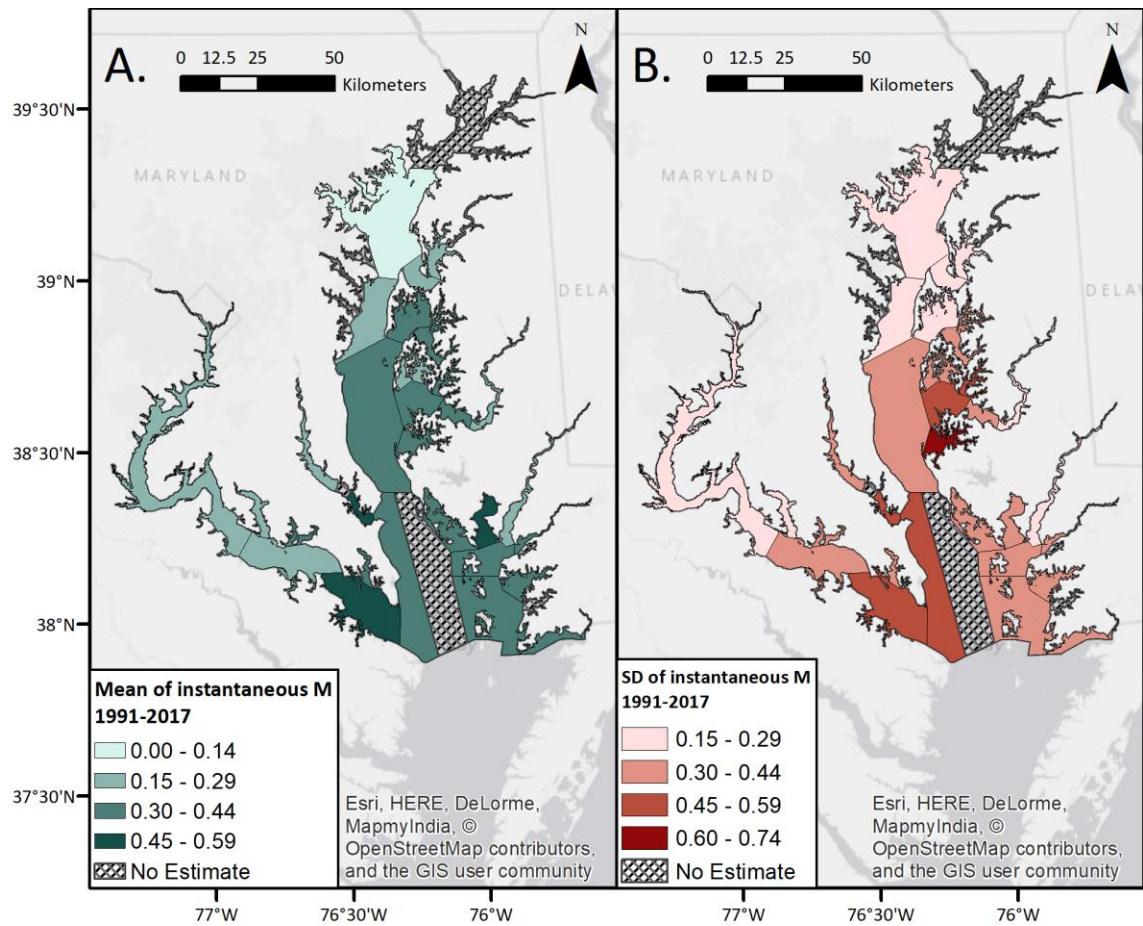 A.
0 12.5 25 50
Kilometers
N
MARYLAND
39°30'N
39°N
38°30'N
38°N
37°30'N
Mean of instantaneous M
1991-2017
0.00 - 0.14
0.15 - 0.29
0.30 - 0.44
0.45 - 0.59
No Estimate
Esri, HERE, DeLorme,
MapmyIndia, ©
OpenStreetMap contributors,
and the GIS user community
77°W 76°30'W 76°W
DELAW
B.
0 12.5 25 50
Kilometers
N
MARYLAND
DELA
SD of instantaneous M
1991-2017
0.15 - 0.29
0.30 - 0.44
0.45 - 0.59
0.60 - 0.74
No Estimate
Esri, HERE, DeLorme,
MapmyIndia, ©
OpenStreetMap contributors,
and the GIS user community
77°W 76°30'W 76°W